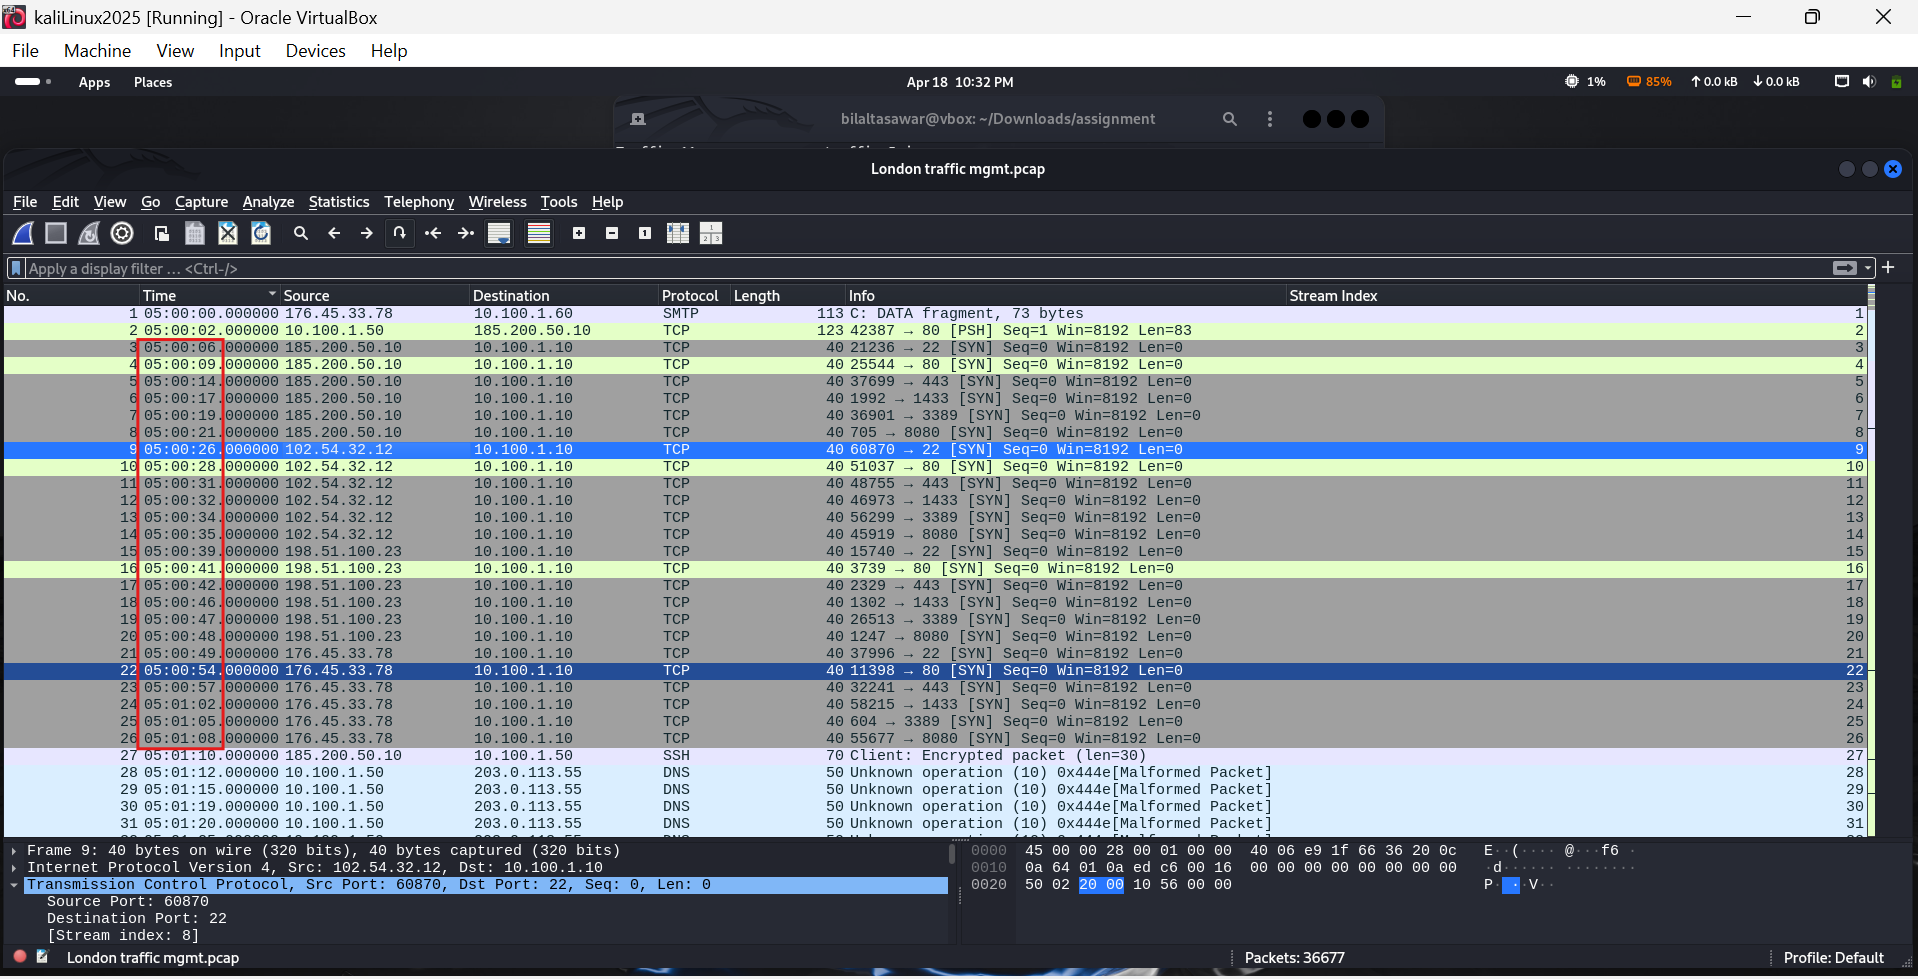 kaliLinux2025 [Running] - Oracle VirtualBox
File Machine View Input Devices Help
Apps Places Apr 18 10:32 PM 1% 85% ↑0.0 kB ↓0.0 kB
bilaltasawar@vbox: ~/Downloads/assignment
London traffic mgmt.pcap
File Edit View Go Capture Analyze Statistics Telephony Wireless Tools Help
Apply a display filter … <Ctrl-/>
No. Time Source Destination Protocol Length Info Stream Index
1 05:00:00.000000 176.45.33.78 10.100.1.60 SMTP 113 C: DATA fragment, 73 bytes 1
2 05:00:02.000000 10.100.1.50 185.200.50.10 TCP 123 42387 → 80 [PSH] Seq=1 Win=8192 Len=83 2
3 05:00:06.000000 185.200.50.10 10.100.1.10 TCP 40 21236 → 22 [SYN] Seq=0 Win=8192 Len=0 3
4 05:00:09.000000 185.200.50.10 10.100.1.10 TCP 40 25544 → 80 [SYN] Seq=0 Win=8192 Len=0 4
5 05:00:14.000000 185.200.50.10 10.100.1.10 TCP 40 37699 → 443 [SYN] Seq=0 Win=8192 Len=0 5
6 05:00:17.000000 185.200.50.10 10.100.1.10 TCP 40 1992 → 1433 [SYN] Seq=0 Win=8192 Len=0 6
7 05:00:19.000000 185.200.50.10 10.100.1.10 TCP 40 36901 → 3389 [SYN] Seq=0 Win=8192 Len=0 7
8 05:00:21.000000 185.200.50.10 10.100.1.10 TCP 40 705 → 8080 [SYN] Seq=0 Win=8192 Len=0 8
9 05:00:26.000000 102.54.32.12 10.100.1.10 TCP 40 60870 → 22 [SYN] Seq=0 Win=8192 Len=0 9
10 05:00:28.000000 102.54.32.12 10.100.1.10 TCP 40 51037 → 80 [SYN] Seq=0 Win=8192 Len=0 10
11 05:00:31.000000 102.54.32.12 10.100.1.10 TCP 40 48755 → 443 [SYN] Seq=0 Win=8192 Len=0 11
12 05:00:32.000000 102.54.32.12 10.100.1.10 TCP 40 46973 → 1433 [SYN] Seq=0 Win=8192 Len=0 12
13 05:00:34.000000 102.54.32.12 10.100.1.10 TCP 40 56299 → 3389 [SYN] Seq=0 Win=8192 Len=0 13
14 05:00:35.000000 102.54.32.12 10.100.1.10 TCP 40 45919 → 8080 [SYN] Seq=0 Win=8192 Len=0 14
15 05:00:39.000000 198.51.100.23 10.100.1.10 TCP 40 15740 → 22 [SYN] Seq=0 Win=8192 Len=0 15
16 05:00:41.000000 198.51.100.23 10.100.1.10 TCP 40 3739 → 80 [SYN] Seq=0 Win=8192 Len=0 16
17 05:00:42.000000 198.51.100.23 10.100.1.10 TCP 40 2329 → 443 [SYN] Seq=0 Win=8192 Len=0 17
18 05:00:46.000000 198.51.100.23 10.100.1.10 TCP 40 1302 → 1433 [SYN] Seq=0 Win=8192 Len=0 18
19 05:00:47.000000 198.51.100.23 10.100.1.10 TCP 40 26513 → 3389 [SYN] Seq=0 Win=8192 Len=0 19
20 05:00:48.000000 198.51.100.23 10.100.1.10 TCP 40 1247 → 8080 [SYN] Seq=0 Win=8192 Len=0 20
21 05:00:49.000000 176.45.33.78 10.100.1.10 TCP 40 37996 → 22 [SYN] Seq=0 Win=8192 Len=0 21
22 05:00:54.000000 176.45.33.78 10.100.1.10 TCP 40 11398 → 80 [SYN] Seq=0 Win=8192 Len=0 22
23 05:00:57.000000 176.45.33.78 10.100.1.10 TCP 40 32241 → 443 [SYN] Seq=0 Win=8192 Len=0 23
24 05:01:02.000000 176.45.33.78 10.100.1.10 TCP 40 58215 → 1433 [SYN] Seq=0 Win=8192 Len=0 24
25 05:01:05.000000 176.45.33.78 10.100.1.10 TCP 40 604 → 3389 [SYN] Seq=0 Win=8192 Len=0 25
26 05:01:08.000000 176.45.33.78 10.100.1.10 TCP 40 55677 → 8080 [SYN] Seq=0 Win=8192 Len=0 26
27 05:01:10.000000 185.200.50.10 10.100.1.50 SSH 70 Client: Encrypted packet (len=30) 27
28 05:01:12.000000 10.100.1.50 203.0.113.55 DNS 50 Unknown operation (10) 0x444e[Malformed Packet] 28
29 05:01:15.000000 10.100.1.50 203.0.113.55 DNS 50 Unknown operation (10) 0x444e[Malformed Packet] 29
30 05:01:19.000000 10.100.1.50 203.0.113.55 DNS 50 Unknown operation (10) 0x444e[Malformed Packet] 30
31 05:01:20.000000 10.100.1.50 203.0.113.55 DNS 50 Unknown operation (10) 0x444e[Malformed Packet] 31
Frame 9: 40 bytes on wire (320 bits), 40 bytes captured (320 bits)
Internet Protocol Version 4, Src: 102.54.32.12, Dst: 10.100.1.10
Transmission Control Protocol, Src Port: 60870, Dst Port: 22, Seq: 0, Len: 0
Source Port: 60870
Destination Port: 22
[Stream index: 8]
0000 45 00 00 28 00 01 00 00 40 06 e9 1f 66 36 20 0c E··(···· @···f6 ·
0010 0a 64 01 0a ed c6 00 16 00 00 00 00 00 00 00 00 ·d······ ········
0020 50 02 20 00 10 56 00 00 P· ··V··
London traffic mgmt.pcap Packets: 36677 Profile: Default